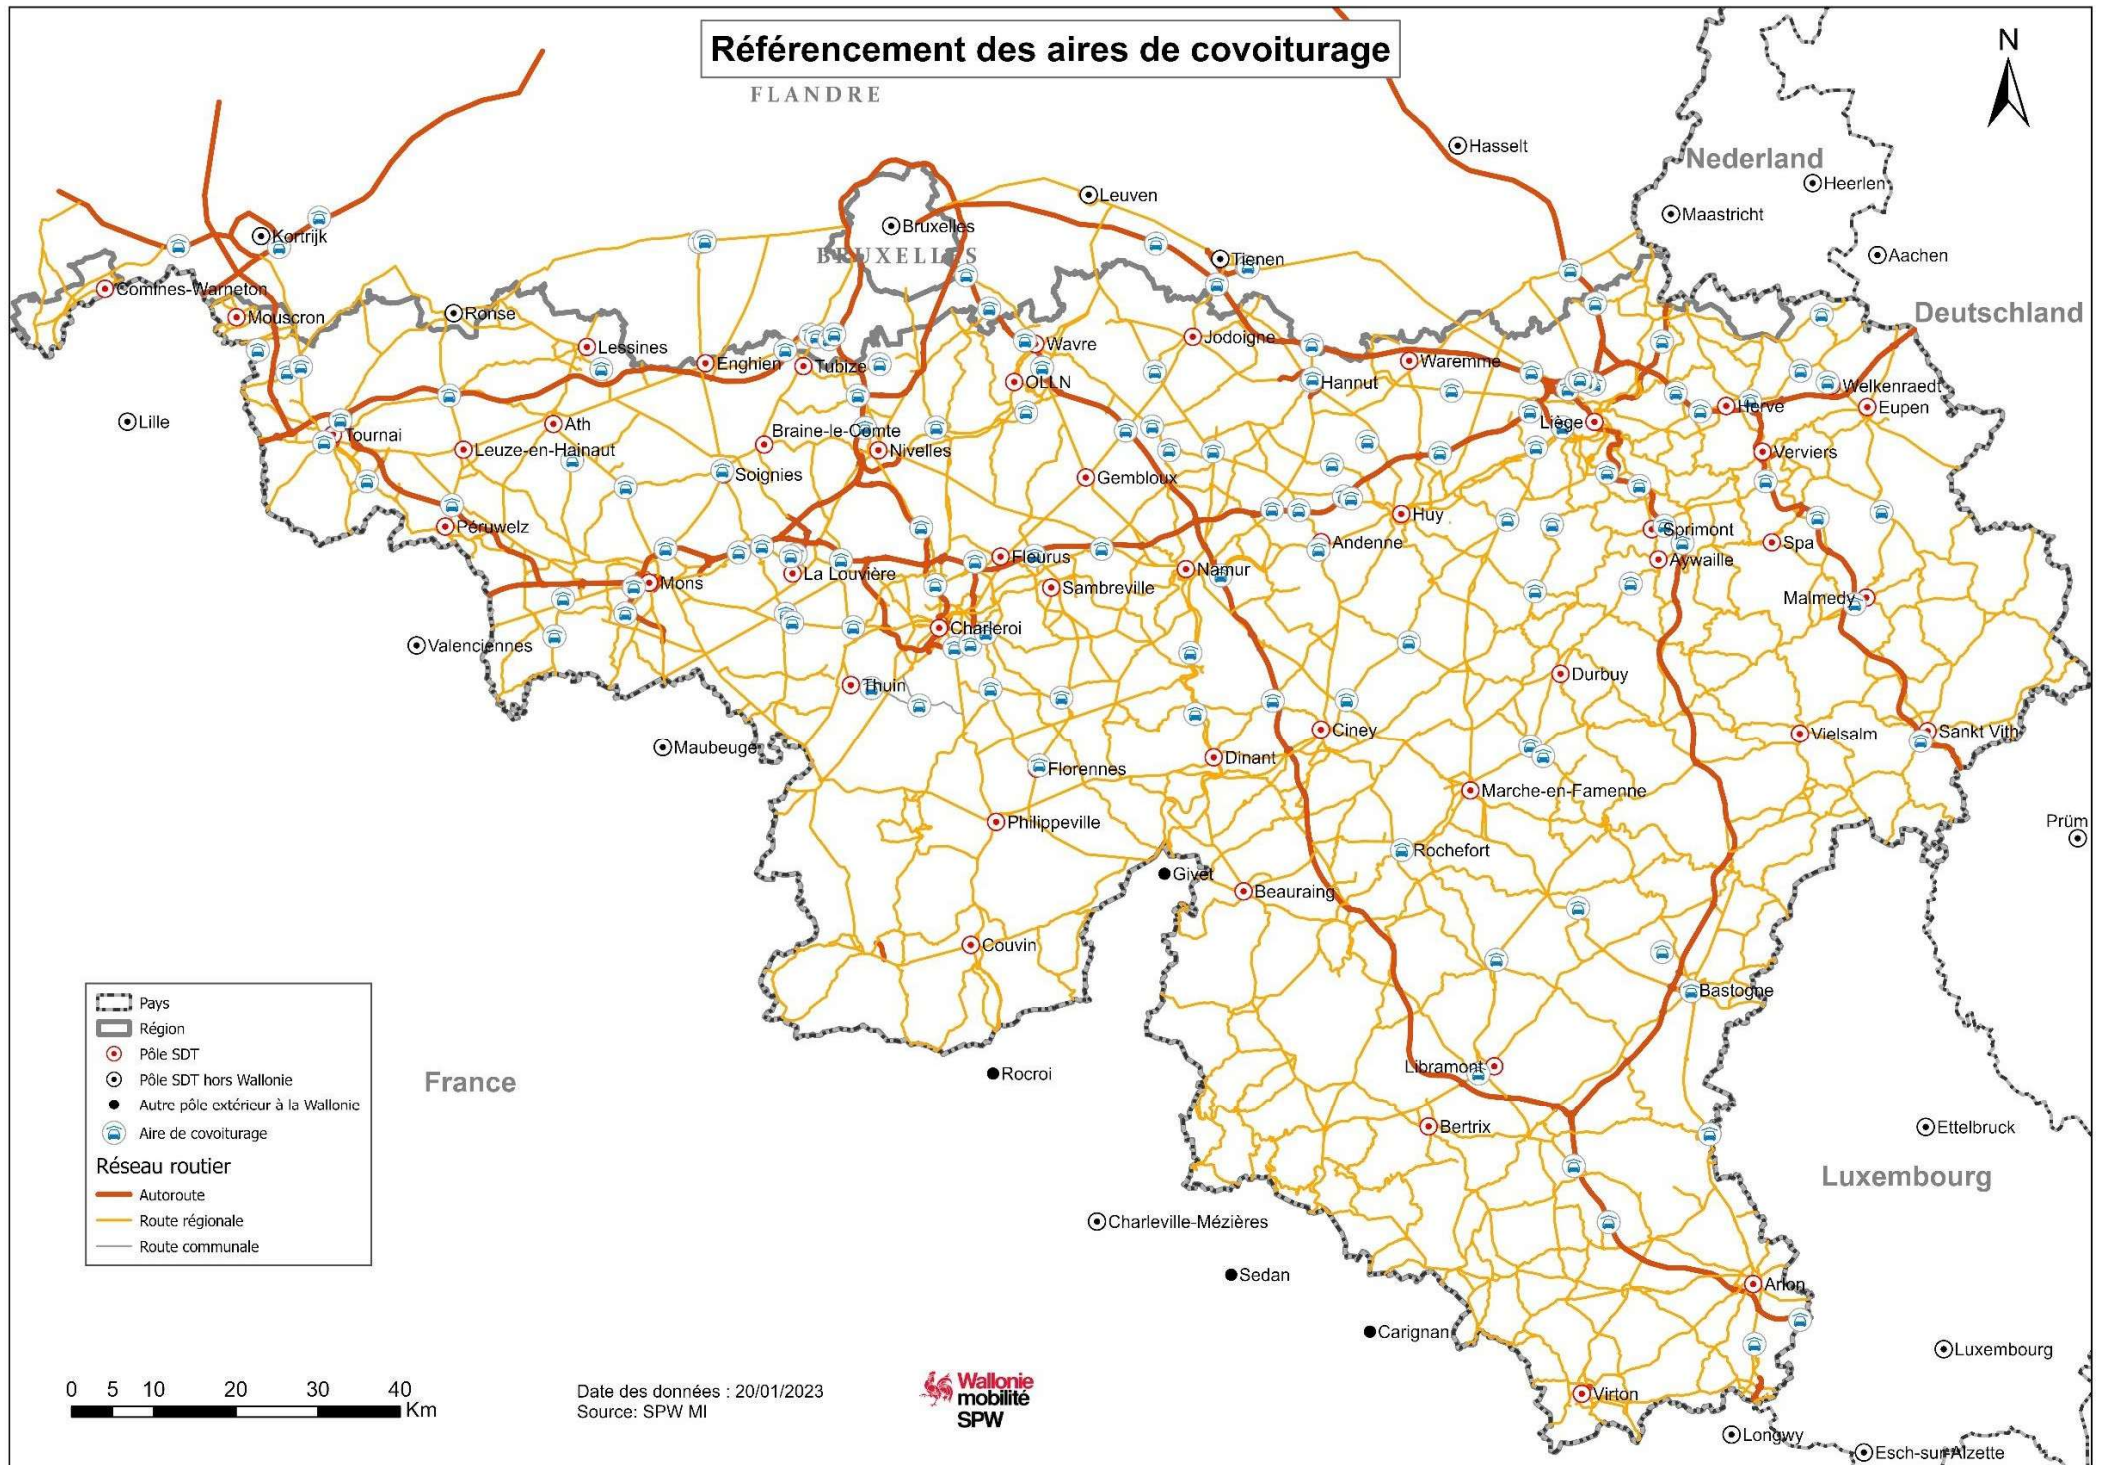 Référencement des aires de covoiturage
N
FLANDRE
Hasselt
Nederland
Heerlen
Leuven
Maastricht
Bruxelles
Kortrijk
BRUXELLES
Tienen
Aachen
Comines-Warneton
Mouscron
Ronse
Deutschland
Lessines
Enghien
Tubize
Wavre
Jodoigne
Waremme
OLLN
Hannut
Welkenraedt
Herve
Eupen
Lille
Tournai
Ath
Braine-le-Comte
Liège
Leuze-en-Hainaut
Nivelles
Verviers
Soignies
Gembloux
Péruwelz
Huy
Sprimont
Andenne
Spa
Fleurus
Aywaille
La Louvière
Namur
Mons
Sambreville
Malmedy
Charleroi
Valenciennes
Thuin
Durbuy
Ciney
Vielsalm
Sankt Vith
Maubeuge
Dinant
Florennes
Marche-en-Famenne
Philippeville
Prüm
Rochefort
Givet
Beauraing
Couvin
Bastogne
Pays
Région
Pôle SDT
Pôle SDT hors Wallonie
Autre pôle extérieur à la Wallonie
Aire de covoiturage
Réseau routier
Autoroute
Route régionale
Route communale
France
Rocroi
Libramont
Bertrix
Ettelbruck
Luxembourg
Charleville-Mézières
Sedan
Arlon
Carignan
Luxembourg
Virton
Longwy
Esch-sur-Alzette
0 5 10 20 30 40
Km
Date des données : 20/01/2023
Source: SPW MI
Wallonie
mobilité
SPW